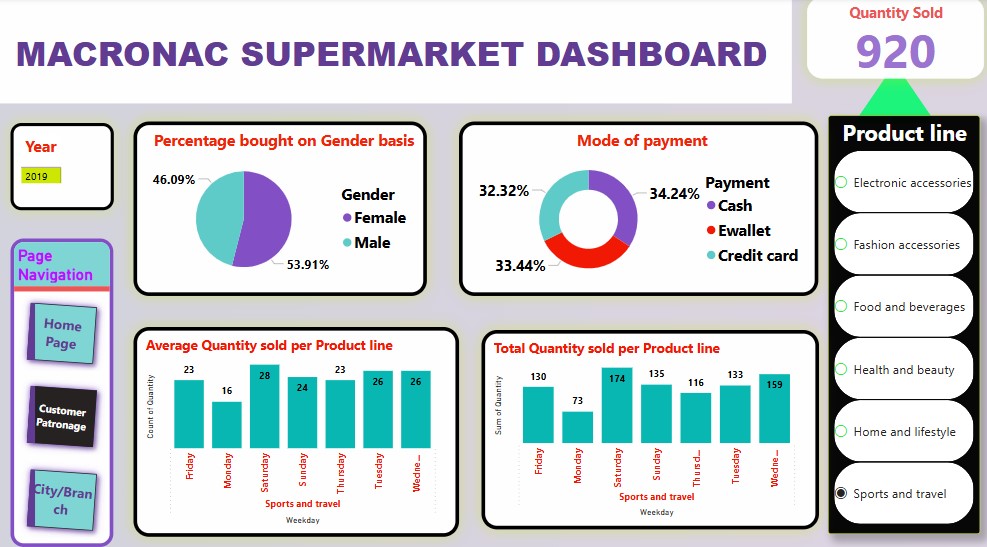 MACRONAC SUPERMARKET DASHBOARD
Quantity Sold
920
Year
2019
Page
Navigation
Home
Page
Customer
Patronage
City/Bran
ch
Percentage bought on Gender basis
46.09%
53.91%
Gender
Female
Male
Mode of payment
32.32%
34.24%
33.44%
Payment
Cash
Ewallet
Credit card
Product line
Electronic accessories
Fashion accessories
Food and beverages
Health and beauty
Home and lifestyle
Sports and travel
Average Quantity sold per Product line
Count of Quantity
23
16
28
24
23
26
26
Friday
Monday
Saturday
Sunday
Thursday
Tuesday
Wedne...
Sports and travel
Weekday
Total Quantity sold per Product line
Sum of Quantity
130
73
174
135
116
133
159
Friday
Monday
Saturday
Sunday
Thursd...
Tuesday
Wedne...
Sports and travel
Weekday